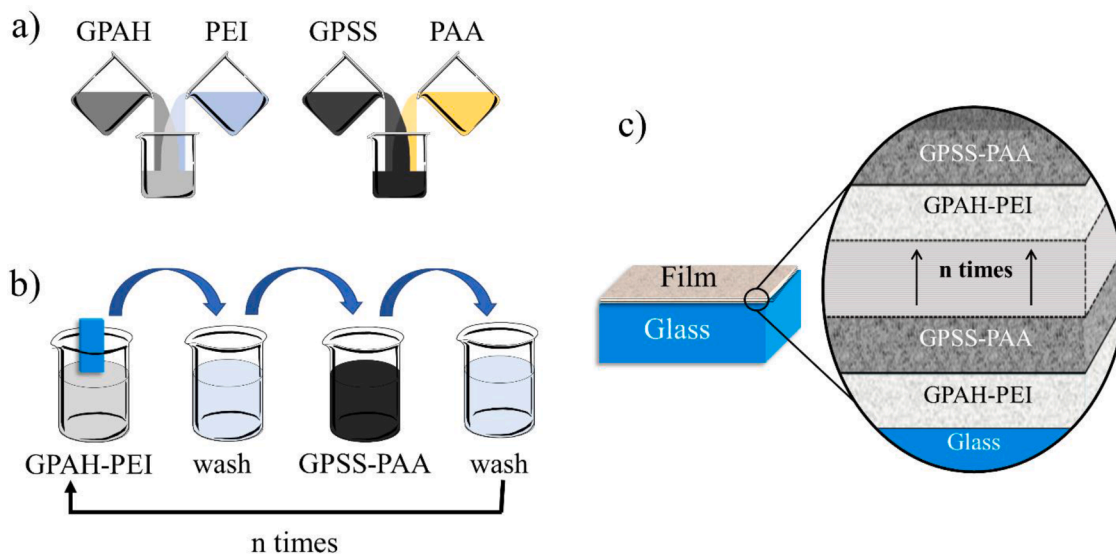 a)
GPAH PEI GPSS PAA
b)
GPAH-PEI wash GPSS-PAA wash
n times
c)
Film
Glass
GPSS-PAA
GPAH-PEI
n times
GPSS-PAA
GPAH-PEI
Glass